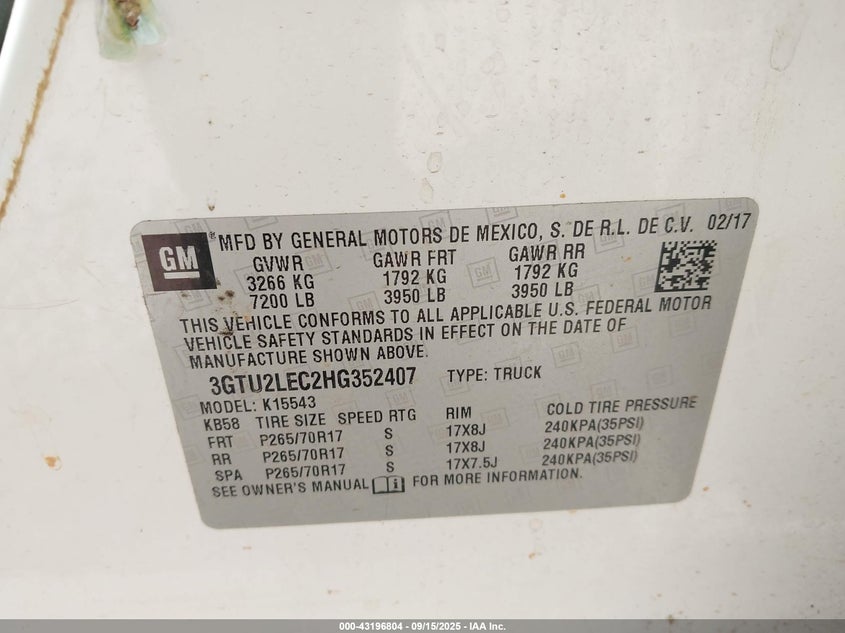 GM
MFD BY GENERAL MOTORS DE MEXICO, S. DE R.L. DE C.V. 02/17
GVWR GAWR FRT GAWR RR
3266 KG 1792 KG 1792 KG
7200 LB 3950 LB 3950 LB
THIS VEHICLE CONFORMS TO ALL APPLICABLE U.S. FEDERAL MOTOR
VEHICLE SAFETY STANDARDS IN EFFECT ON THE DATE OF
MANUFACTURE SHOWN ABOVE.
3GTU2LEC2HG352407 TYPE: TRUCK
MODEL: K15543
KB58 TIRE SIZE SPEED RTG RIM COLD TIRE PRESSURE
FRT P265/70R17 S 17X8J 240KPA(35PSI)
RR P265/70R17 S 17X8J 240KPA(35PSI)
SPA P265/70R17 S 17X7.5J 240KPA(35PSI)
SEE OWNER'S MANUAL FOR MORE INFORMATION.
000-43196804 - 09/15/2025 - IAA Inc.